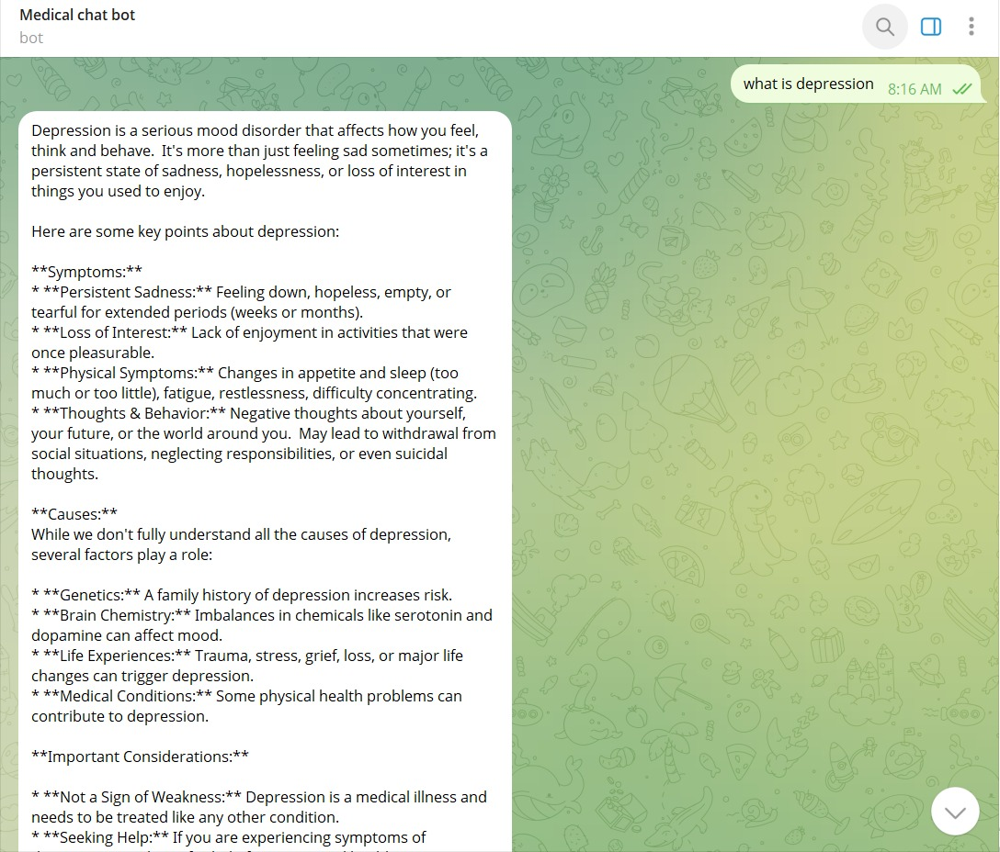 Medical chat bot
bot
what is depression 8:16 AM
Depression is a serious mood disorder that affects how you feel,
think and behave.  It's more than just feeling sad sometimes; it's a
persistent state of sadness, hopelessness, or loss of interest in
things you used to enjoy.
Here are some key points about depression:
**Symptoms:**
* **Persistent Sadness:** Feeling down, hopeless, empty, or
tearful for extended periods (weeks or months).
* **Loss of Interest:** Lack of enjoyment in activities that were
once pleasurable.
* **Physical Symptoms:** Changes in appetite and sleep (too
much or too little), fatigue, restlessness, difficulty concentrating.
* **Thoughts & Behavior:** Negative thoughts about yourself,
your future, or the world around you.  May lead to withdrawal from
social situations, neglecting responsibilities, or even suicidal
thoughts.
**Causes:**
While we don't fully understand all the causes of depression,
several factors play a role:
* **Genetics:** A family history of depression increases risk.
* **Brain Chemistry:** Imbalances in chemicals like serotonin and
dopamine can affect mood.
* **Life Experiences:** Trauma, stress, grief, loss, or major life
changes can trigger depression.
* **Medical Conditions:** Some physical health problems can
contribute to depression.
**Important Considerations:**
* **Not a Sign of Weakness:** Depression is a medical illness and
needs to be treated like any other condition.
* **Seeking Help:** If you are experiencing symptoms of